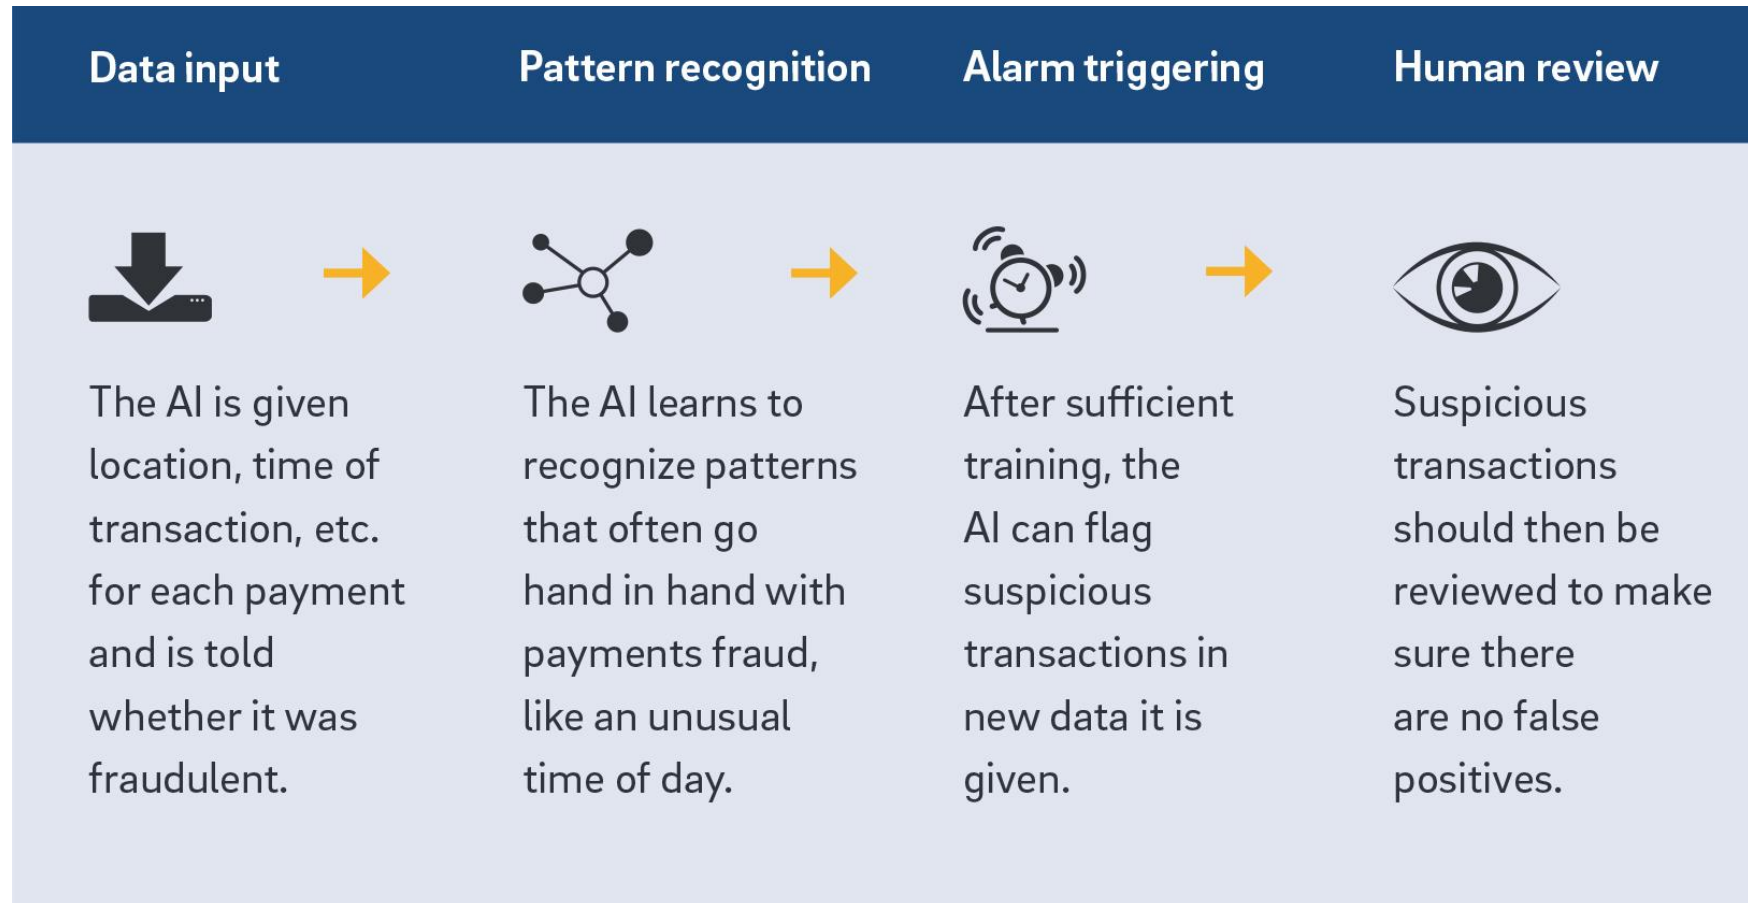 Data input
Pattern recognition
Alarm triggering
Human review
The AI is given
location, time of
transaction, etc.
for each payment
and is told
whether it was
fraudulent.
The AI learns to
recognize patterns
that often go
hand in hand with
payments fraud,
like an unusual
time of day.
After sufficient
training, the
AI can flag
suspicious
transactions in
new data it is
given.
Suspicious
transactions
should then be
reviewed to make
sure there
are no false
positives.